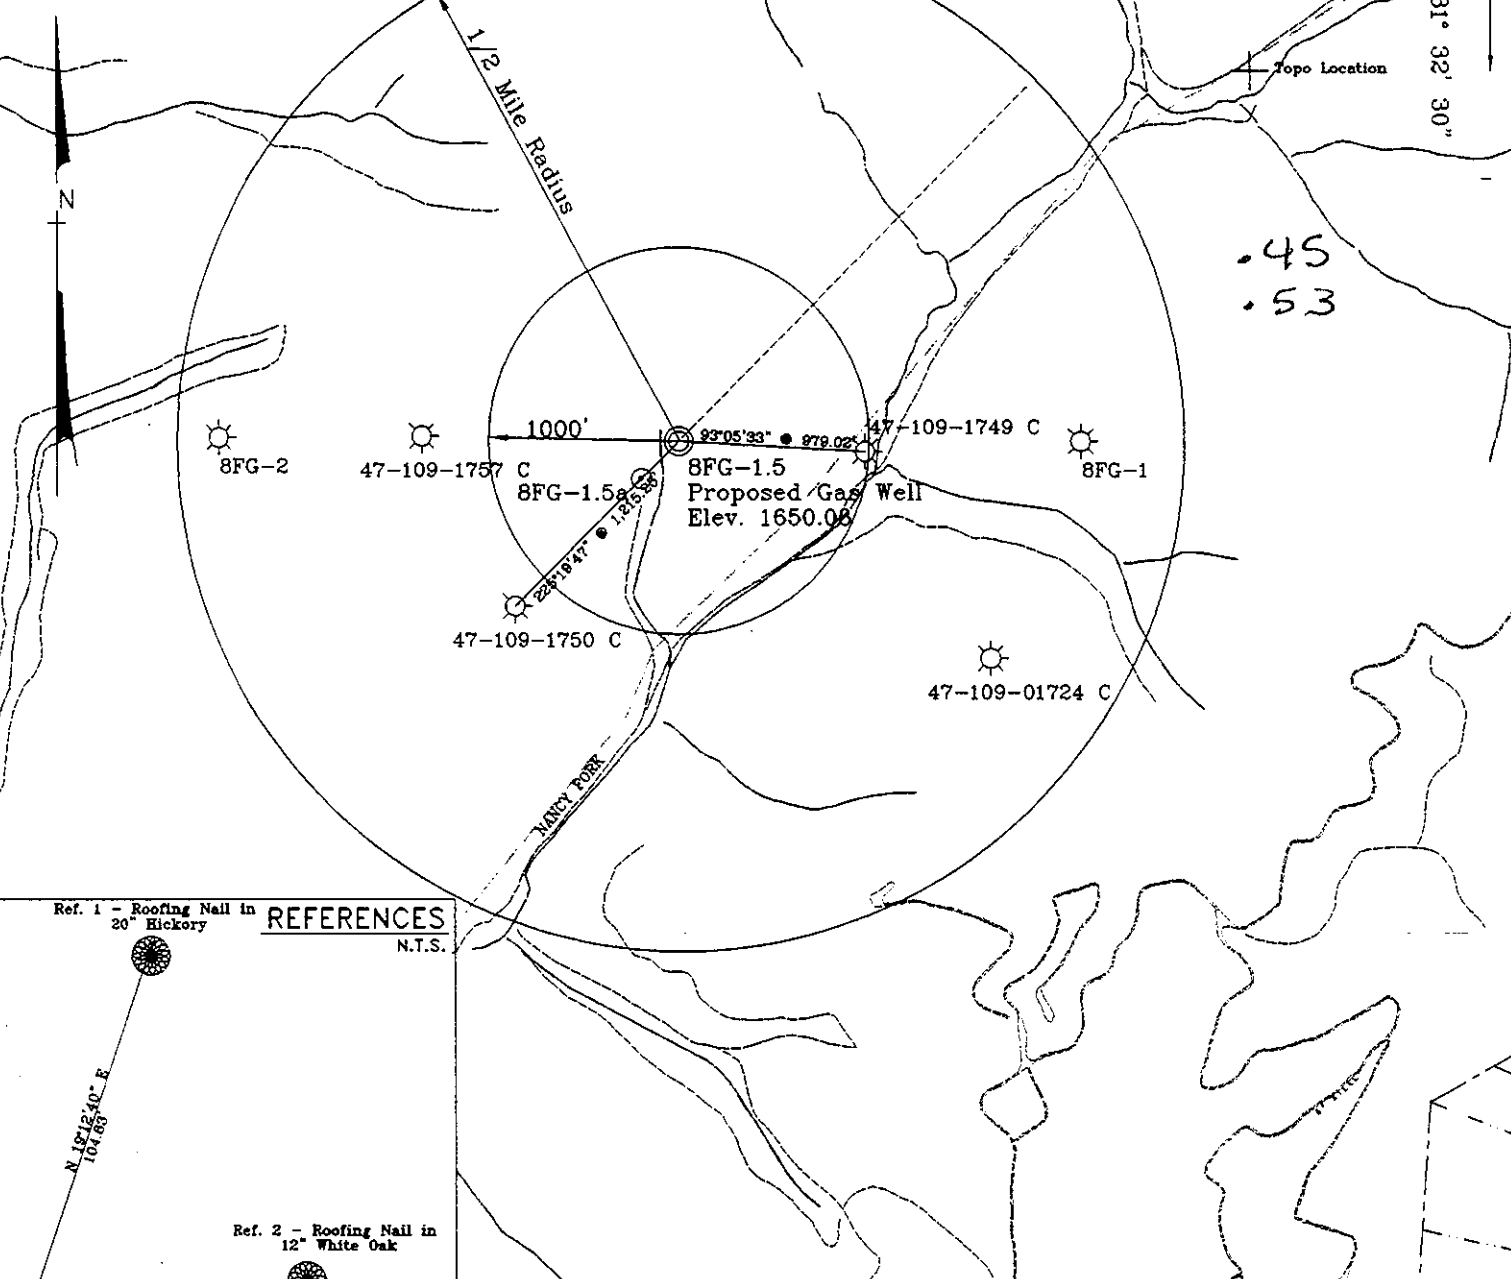 81° 32' 30"
1/2 Mile Radius
Topo Location
N
.45
.53
1000'
93°05'33" @ 979.02'
47-109-1749 C
8FG-2
47-109-1757 C
8FG-1.5
8FG-1
8FG-1.5a
Proposed Gas Well
Elev. 1650.08
225°19'47" @ 1,215.28'
47-109-1750 C
47-109-01724 C
NANCY FORK
Ref. 1 - Roofing Nail in
20" Hickory
REFERENCES
N.T.S.
N 19°12'40" E
104.83'
Ref. 2 - Roofing Nail in
12" White Oak